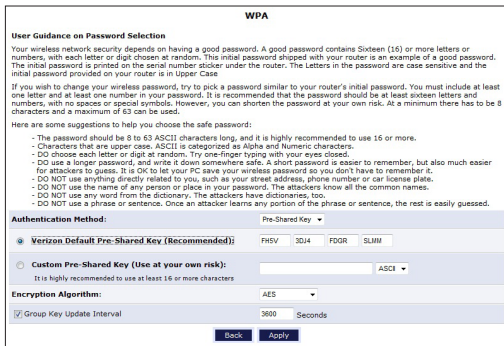 WPA
User Guidance on Password Selection
Your wireless network security depends on having a good password. A good password contains Sixteen (16) or more letters or
numbers, with each letter or digit chosen at random. This initial password shipped with your router is an example of a good password.
The initial password is printed on the serial number sticker under the router. The Letters in the password are case sensitive and the
initial password provided on your router is in Upper Case
If you wish to change your wireless password, try to pick a password similar to your router's initial password. You must include at least
one letter and at least one number in your password. It is recommended that the password should be at least sixteen letters and
numbers, with no spaces or special symbols. However, you can shorten the password at your own risk. At a minimum there has to be 8
characters and a maximum of 63 can be used.
Here are some suggestions to help you choose the safe password:
- The password should be 8 to 63 ASCII characters long, and it is highly recommended to use 16 or more.
- Characters that are upper case. ASCII is categorized as Alpha and Numeric characters.
- DO choose each letter or digit at random. Try one-finger typing with your eyes closed.
- DO use a longer password, and write it down somewhere safe. A short password is easier to remember, but also much easier
for attackers to guess. It is OK to let your PC save your wireless password so you don't have to remember it.
- DO NOT use anything directly related to you, such as your street address, phone number or car license plate.
- DO NOT use the name of any person or place in your password. The attackers know all the common names.
- DO NOT use any word from the dictionary. The attackers have dictionaries, too.
- DO NOT use a phrase or sentence. Once an attacker learns any portion of the phrase or sentence, the rest is easily guessed.
Authentication Method: Pre-Shared Key
Verizon Default Pre-Shared Key (Recommended): FH5V 3DJ4 FDGR SLMM
Custom Pre-Shared Key (Use at your own risk): ASCII
It is highly recommended to use at least 16 or more characters
Encryption Algorithm: AES
Group Key Update Interval 3600 Seconds
Back Apply